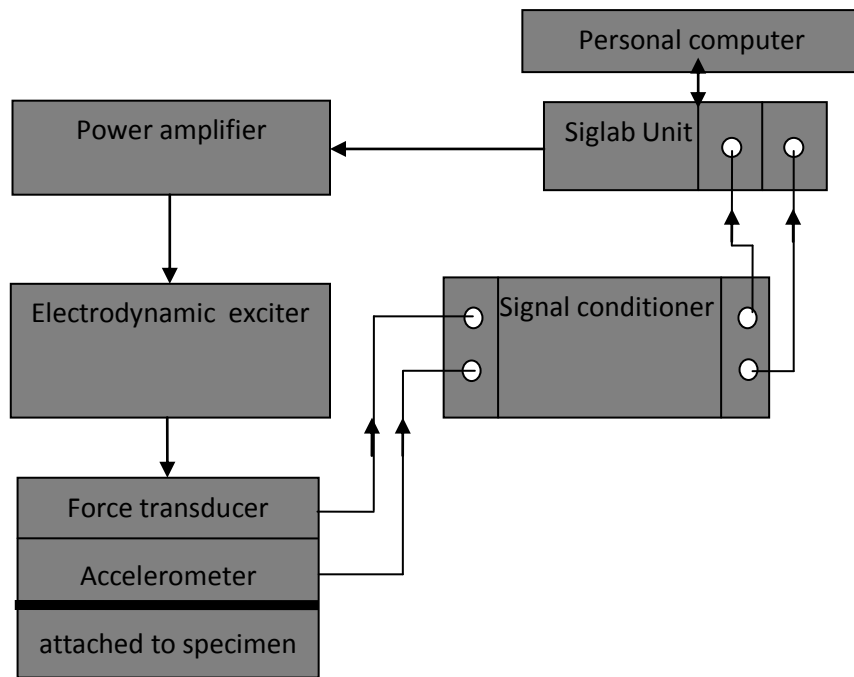 Personal computer
Power amplifier
Siglab Unit
Electrodynamic exciter
Signal conditioner
Force transducer
Accelerometer
attached to specimen